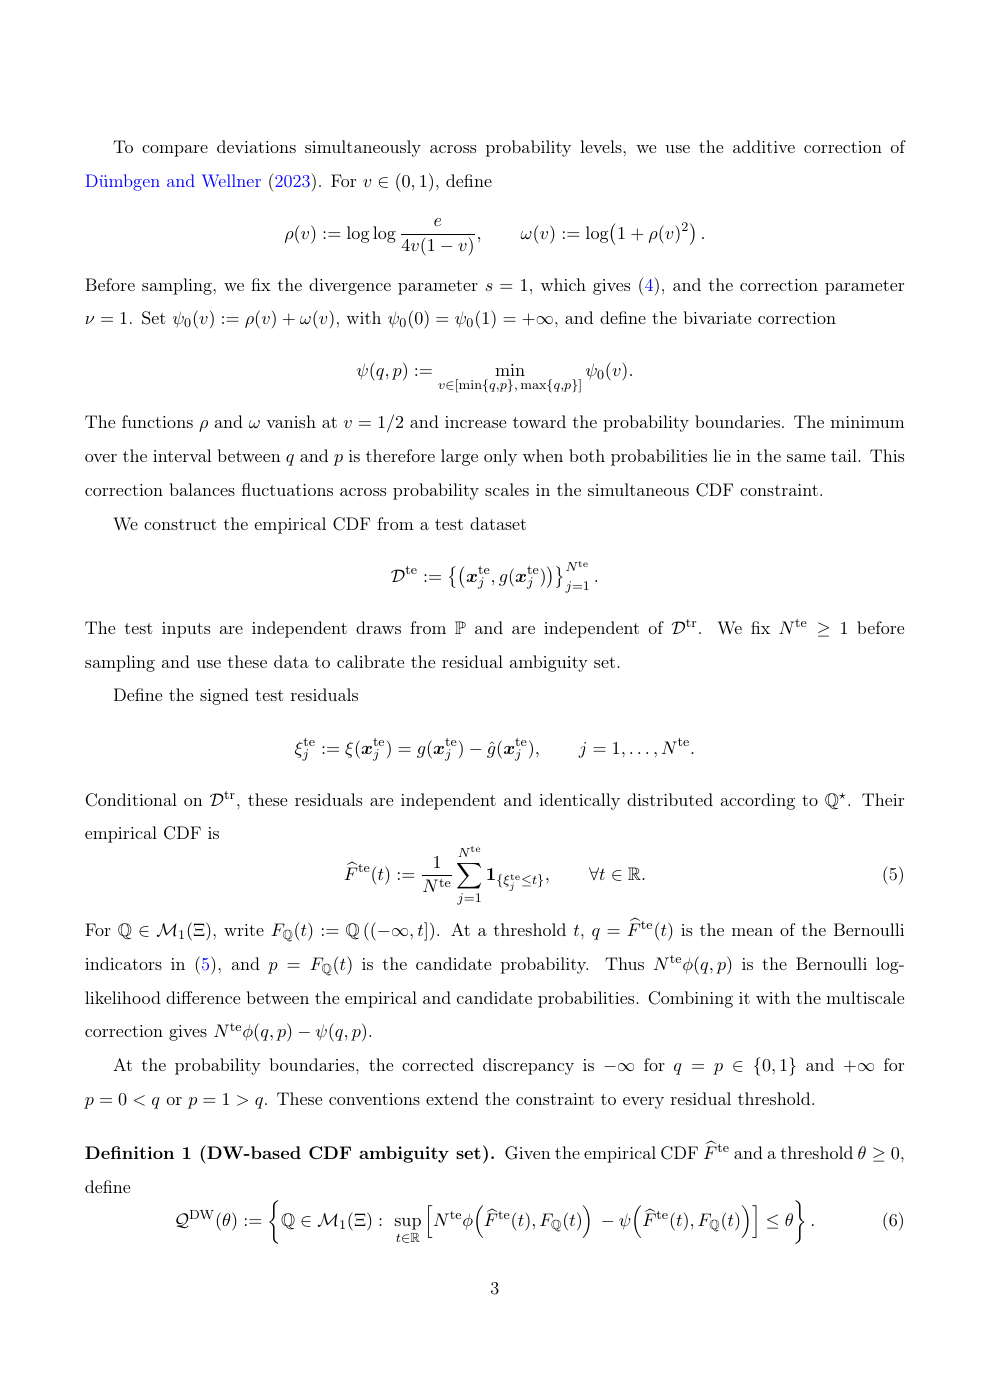 To compare deviations simultaneously across probability levels, we use the additive correction of
Dümbgen and Wellner (2023). For v ∈ (0, 1), define
ρ(v) := log log e/(4v(1 − v)), ω(v) := log(1 + ρ(v)²) .
Before sampling, we fix the divergence parameter s = 1, which gives (4), and the correction parameter
ν = 1. Set ψ₀(v) := ρ(v) + ω(v), with ψ₀(0) = ψ₀(1) = +∞, and define the bivariate correction
ψ(q, p) := min_{v∈[min{q,p}, max{q,p}]} ψ₀(v).
The functions ρ and ω vanish at v = 1/2 and increase toward the probability boundaries. The minimum
over the interval between q and p is therefore large only when both probabilities lie in the same tail. This
correction balances fluctuations across probability scales in the simultaneous CDF constraint.
We construct the empirical CDF from a test dataset
𝒟^te := {(𝒙_j^te, g(𝒙_j^te))}_{j=1}^{N^te} .
The test inputs are independent draws from ℙ and are independent of 𝒟^tr. We fix N^te ≥ 1 before
sampling and use these data to calibrate the residual ambiguity set.
Define the signed test residuals
ξ_j^te := ξ(𝒙_j^te) = g(𝒙_j^te) − ĝ(𝒙_j^te), j = 1, . . . , N^te.
Conditional on 𝒟^tr, these residuals are independent and identically distributed according to ℚ⋆. Their
empirical CDF is
F̂^te(t) := 1/N^te ∑_{j=1}^{N^te} 𝟏_{{ξ_j^te ≤ t}}, ∀t ∈ ℝ. (5)
For ℚ ∈ ℳ₁(Ξ), write F_ℚ(t) := ℚ ((−∞, t]). At a threshold t, q = F̂^te(t) is the mean of the Bernoulli
indicators in (5), and p = F_ℚ(t) is the candidate probability. Thus N^te ϕ(q, p) is the Bernoulli log-
likelihood difference between the empirical and candidate probabilities. Combining it with the multiscale
correction gives N^te ϕ(q, p) − ψ(q, p).
At the probability boundaries, the corrected discrepancy is −∞ for q = p ∈ {0, 1} and +∞ for
p = 0 < q or p = 1 > q. These conventions extend the constraint to every residual threshold.
Definition 1 (DW-based CDF ambiguity set). Given the empirical CDF F̂^te and a threshold θ ≥ 0,
define
𝒬^DW(θ) := {ℚ ∈ ℳ₁(Ξ) : sup_{t∈ℝ} [N^te ϕ(F̂^te(t), F_ℚ(t)) − ψ(F̂^te(t), F_ℚ(t))] ≤ θ} . (6)
3